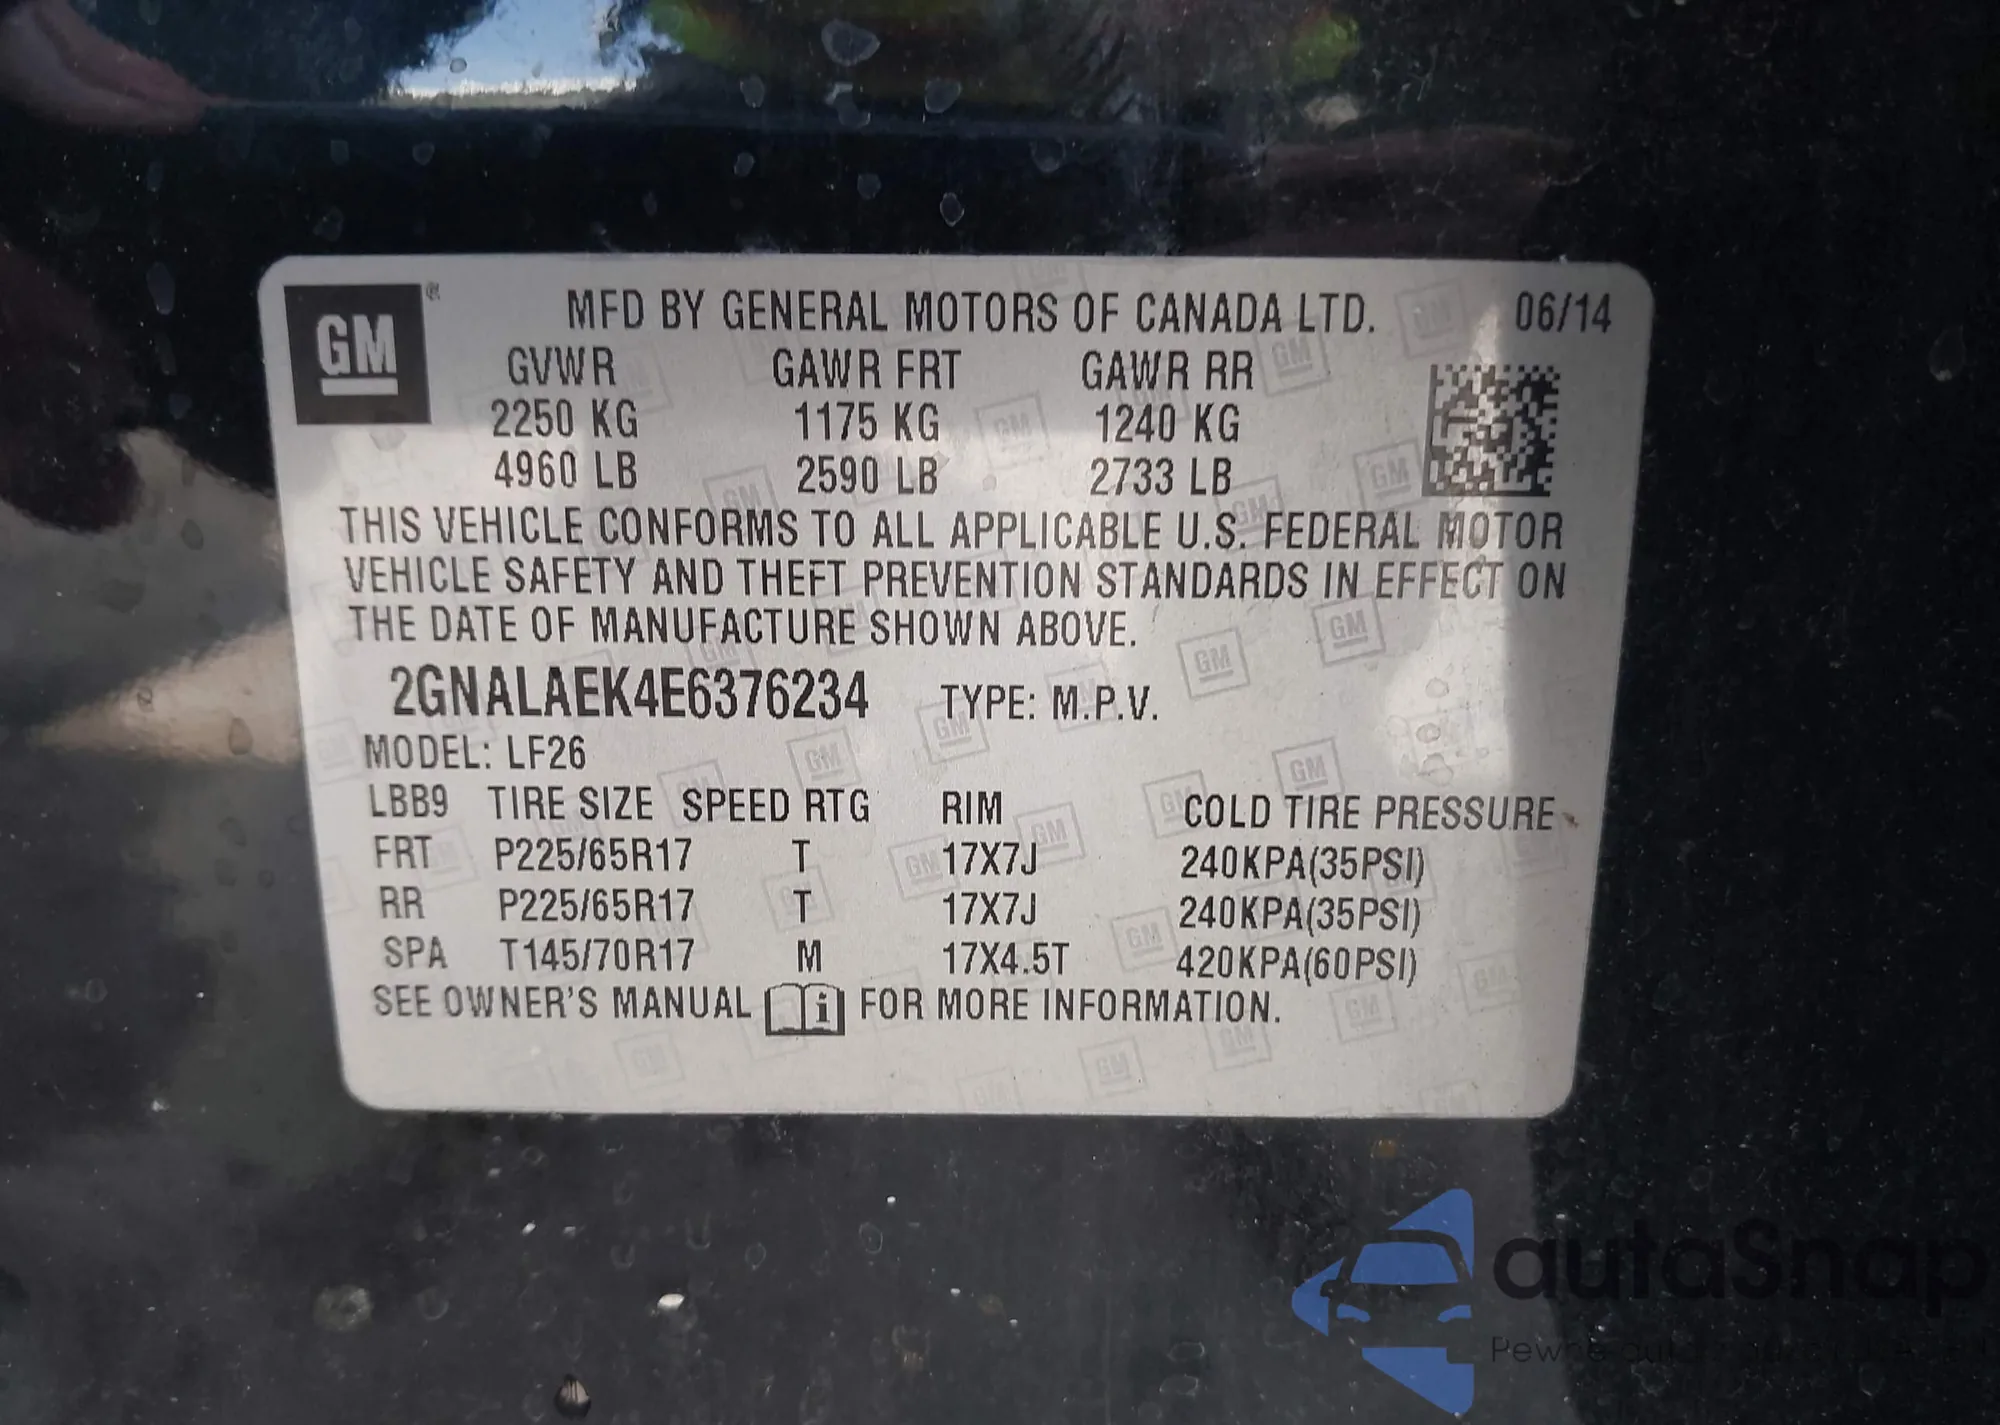 GM ®
MFD BY GENERAL MOTORS OF CANADA LTD. 06/14
GVWR GAWR FRT GAWR RR
2250 KG 1175 KG 1240 KG
4960 LB 2590 LB 2733 LB
THIS VEHICLE CONFORMS TO ALL APPLICABLE U.S. FEDERAL MOTOR
VEHICLE SAFETY AND THEFT PREVENTION STANDARDS IN EFFECT ON
THE DATE OF MANUFACTURE SHOWN ABOVE.
2GNALAEK4E6376234 TYPE: M.P.V.
MODEL: LF26
LBB9 TIRE SIZE SPEED RTG RIM COLD TIRE PRESSURE
FRT P225/65R17 T 17X7J 240KPA(35PSI)
RR P225/65R17 T 17X7J 240KPA(35PSI)
SPA T145/70R17 M 17X4.5T 420KPA(60PSI)
SEE OWNER'S MANUAL i FOR MORE INFORMATION.
autaSnap